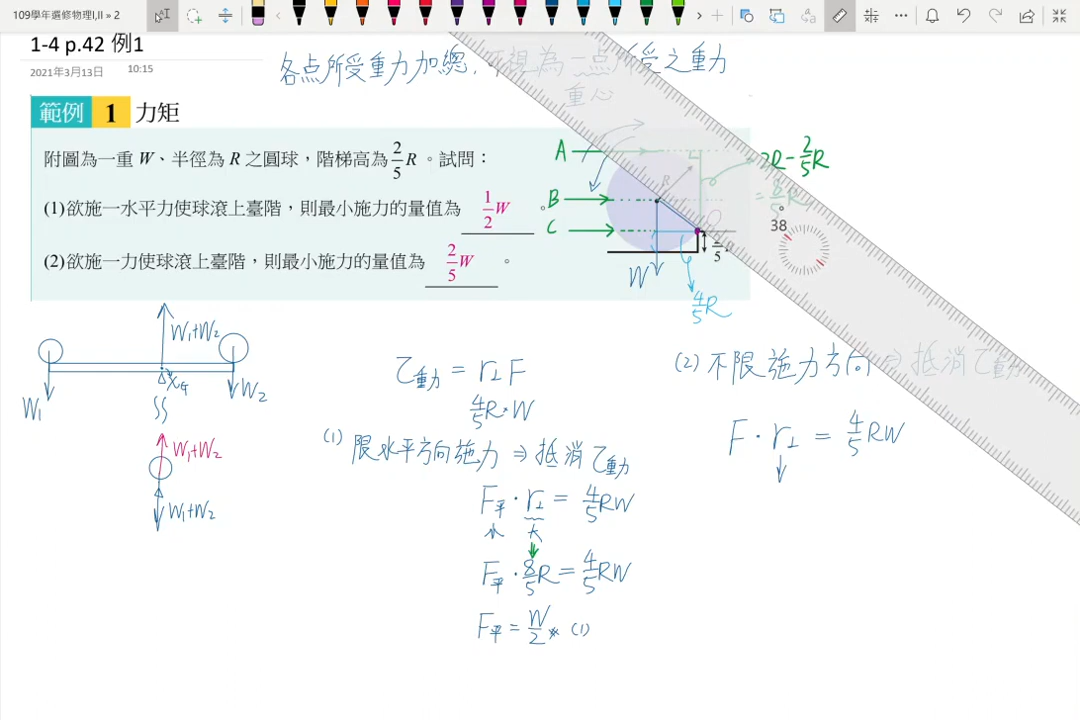 109學年選修物理I,II » 2
1-4 p.42 例1
2021年3月13日 10:15
各点所受重力加總,可視為一点所受之重力
重心
範例 1 力矩
附圖為一重 W、半徑為 R 之圓球,階梯高為 2/5 R。試問:
(1)欲施一水平力使球滾上臺階,則最小施力的量值為 1/2 W 。
(2)欲施一力使球滾上臺階,則最小施力的量值為 2/5 W 。
A
B
C
R
O
W
4/5 R
2R - 2/5 R
= 8/5
38°
W1+W2
W1
XG
W2
W1+W2
W1+W2
τ動 = r⊥F
4/5 R·W
(1) 限水平方向施力 ⇒ 抵消τ動
F平 · r⊥ = 4/5 RW
小 大
F平 · 8/5 R = 4/5 RW
F平 = W/2 * (1)
(2) 不限施力方向 ⇒ 抵消τ動
F · r⊥ = 4/5 RW